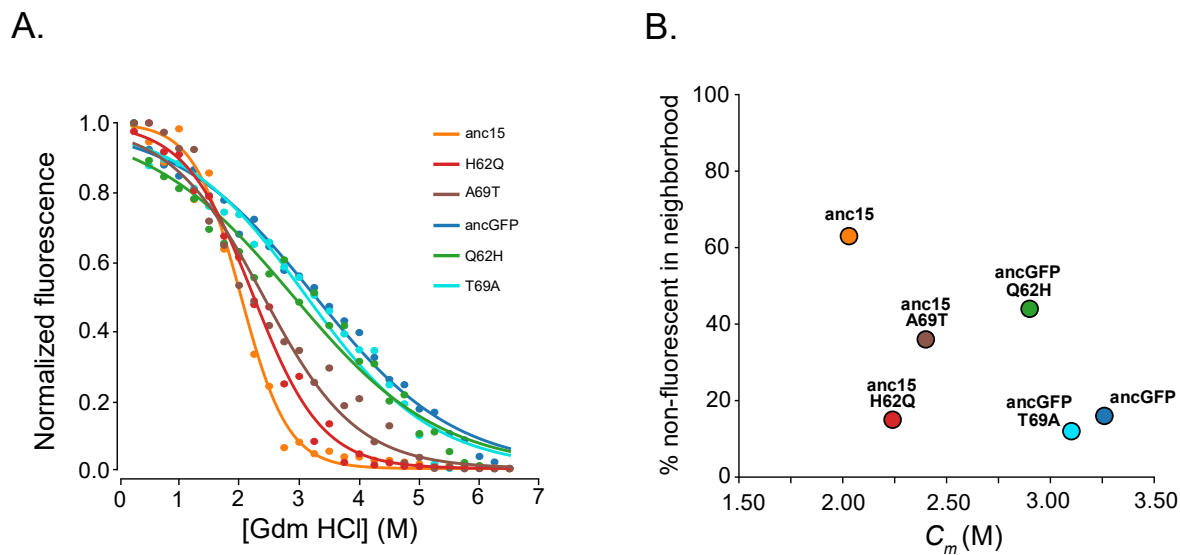 A.
Normalized fluorescence
1.0
0.8
0.6
0.4
0.2
0.0
0
1
2
3
4
5
6
7
[Gdm HCl] (M)
anc15
H62Q
A69T
ancGFP
Q62H
T69A
B.
% non-fluorescent in neighborhood
100
80
60
40
20
0
1.50
2.00
2.50
3.00
3.50
Cm (M)
anc15
ancGFP
Q62H
anc15
A69T
anc15
H62Q
ancGFP
T69A
ancGFP